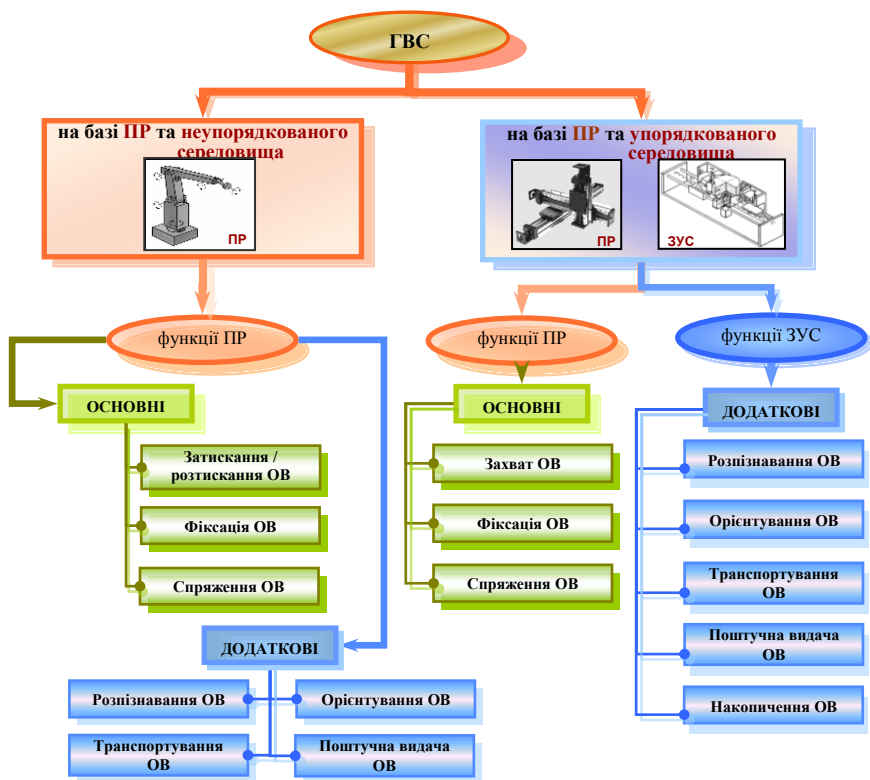 ГВС
на базі ПР та неупорядкованого
середовища
ПР
на базі ПР та упорядкованого
середовища
ПР
ЗУС
функції ПР
ОСНОВНІ
Затискання /
розтискання ОВ
Фіксація ОВ
Спряження ОВ
ДОДАТКОВІ
Розпізнавання ОВ
Орієнтування ОВ
Транспортування
ОВ
Поштучна видача
ОВ
функції ПР
ОСНОВНІ
Захват ОВ
Фіксація ОВ
Спряження ОВ
функції ЗУС
ДОДАТКОВІ
Розпізнавання ОВ
Орієнтування ОВ
Транспортування
ОВ
Поштучна видача
ОВ
Накопичення ОВ